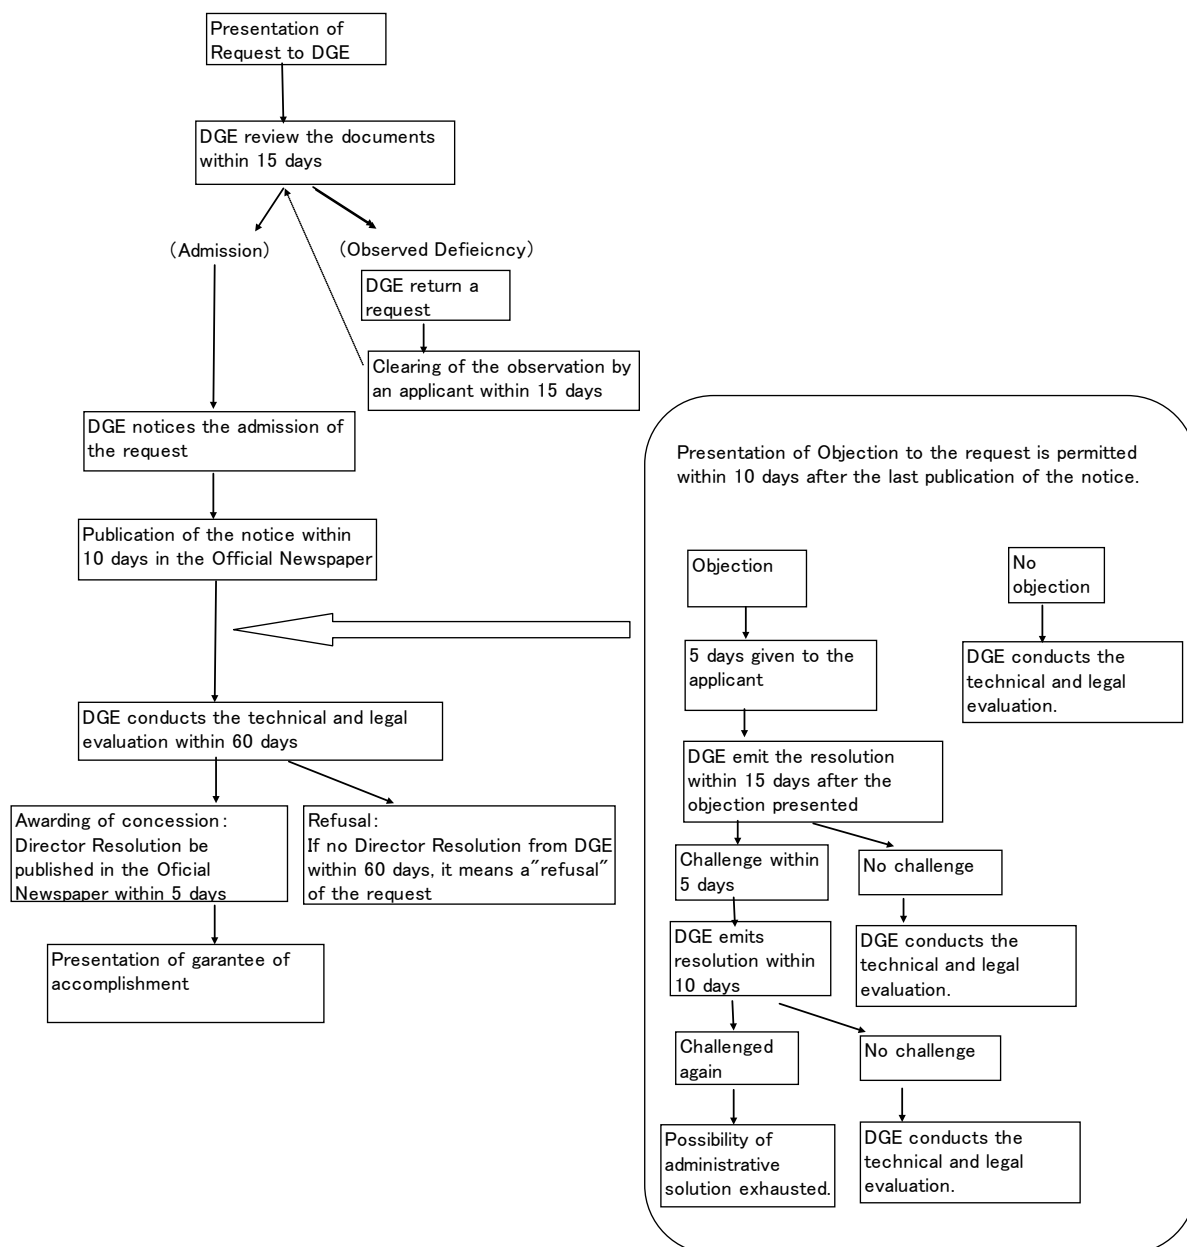 Presentation of
Request to DGE
DGE review the documents
within 15 days
(Admission)
(Observed Defieicncy)
DGE return a
request
Clearing of the observation by
an applicant within 15 days
DGE notices the admission of
the request
Publication of the notice within
10 days in the Official Newspaper
DGE conducts the technical and legal
evaluation within 60 days
Awarding of concession:
Director Resolution be
published in the Oficial
Newspaper within 5 days
Refusal:
If no Director Resolution from DGE
within 60 days, it means a"refusal"
of the request
Presentation of garantee of
accomplishment
Presentation of Objection to the request is permitted
within 10 days after the last publication of the notice.
Objection
No
objection
5 days given to the
applicant
DGE conducts the
technical and legal
evaluation.
DGE emit the resolution
within 15 days after the
objection presented
Challenge within
5 days
No challenge
DGE emits
resolution within
10 days
DGE conducts the
technical and legal
evaluation.
Challenged
again
No challenge
Possibility of
administrative
solution exhausted.
DGE conducts the
technical and legal
evaluation.